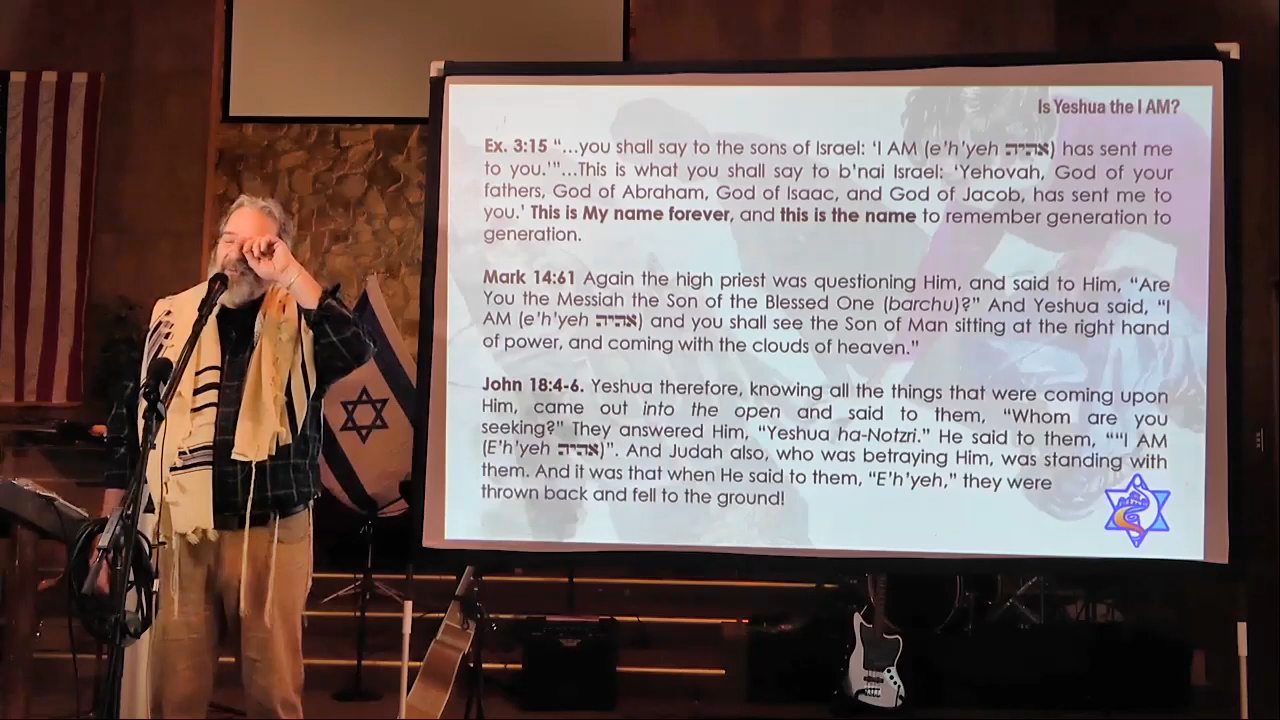 Is Yeshua the I AM?
Ex. 3:15 “…you shall say to the sons of Israel: ‘I AM (e’h’yeh אהיה) has sent me
to you.’”…This is what you shall say to b’nai Israel: ‘Yehovah, God of your
fathers, God of Abraham, God of Isaac, and God of Jacob, has sent me to
you.’ This is My name forever, and this is the name to remember generation to
generation.
Mark 14:61 Again the high priest was questioning Him, and said to Him, “Are
You the Messiah the Son of the Blessed One (barchu)?” And Yeshua said, “I
AM (e’h’yeh אהיה) and you shall see the Son of Man sitting at the right hand
of power, and coming with the clouds of heaven.”
John 18:4-6. Yeshua therefore, knowing all the things that were coming upon
Him, came out into the open and said to them, “Whom are you
seeking?” They answered Him, “Yeshua ha-Notzri.” He said to them, ““I AM
(E’h’yeh אהיה)”. And Judah also, who was betraying Him, was standing with
them. And it was that when He said to them, “E’h’yeh,” they were
thrown back and fell to the ground!